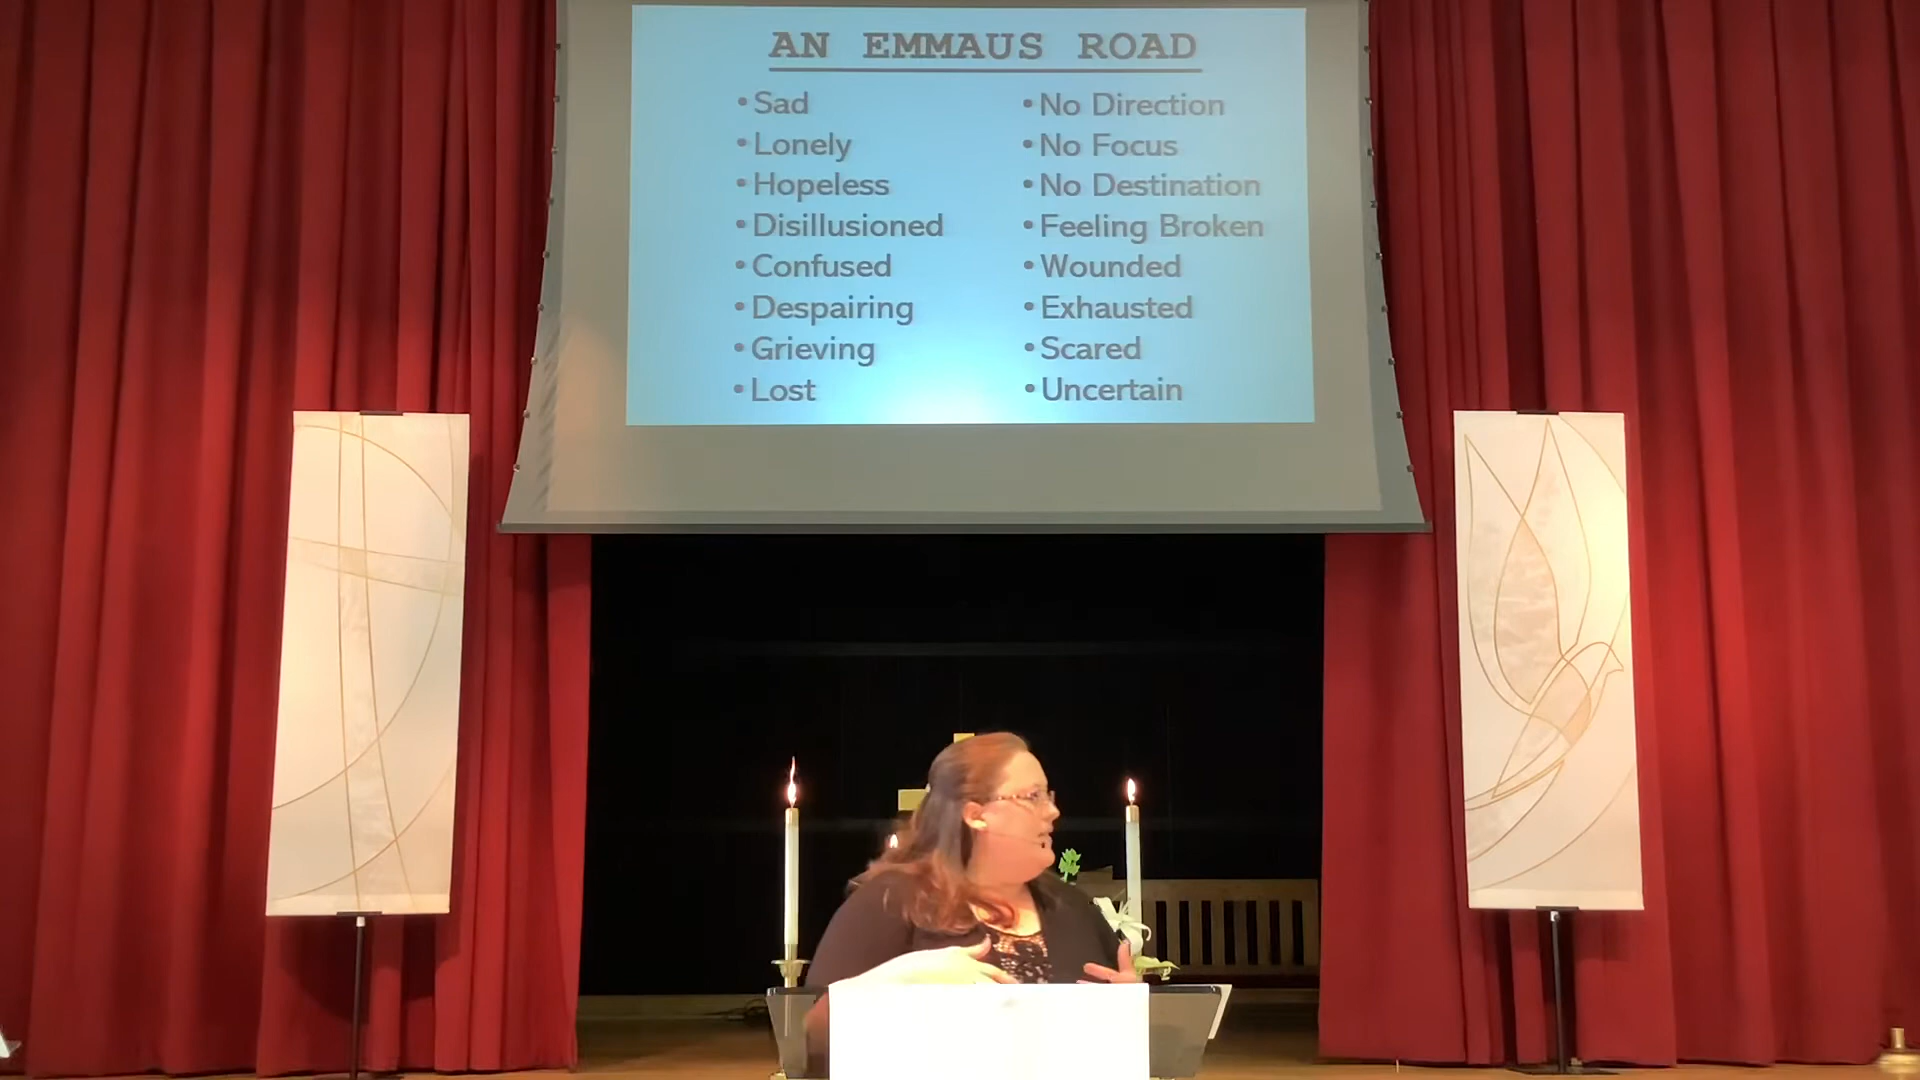 AN EMMAUS ROAD
• Sad
• Lonely
• Hopeless
• Disillusioned
• Confused
• Despairing
• Grieving
• Lost
• No Direction
• No Focus
• No Destination
• Feeling Broken
• Wounded
• Exhausted
• Scared
• Uncertain